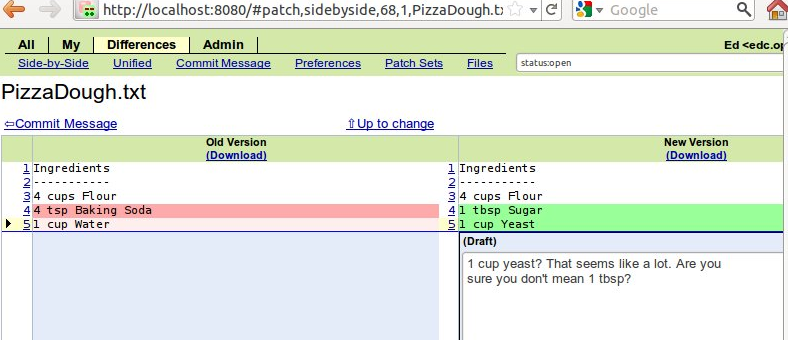 http://localhost:8080/#patch,sidebyside,68,1,PizzaDough.tx
Google
All My Differences Admin
Ed <edc.op
Side-by-Side Unified Commit Message Preferences Patch Sets Files
status:open
PizzaDough.txt
⇐Commit Message ⇧Up to change
Old Version New Version
(Download) (Download)
1 Ingredients 1 Ingredients
2 ----------- 2 -----------
3 4 cups Flour 3 4 cups Flour
4 4 tsp Baking Soda 4 1 tbsp Sugar
5 1 cup Water 5 1 cup Yeast
(Draft)
1 cup yeast? That seems like a lot. Are you
sure you don't mean 1 tbsp?